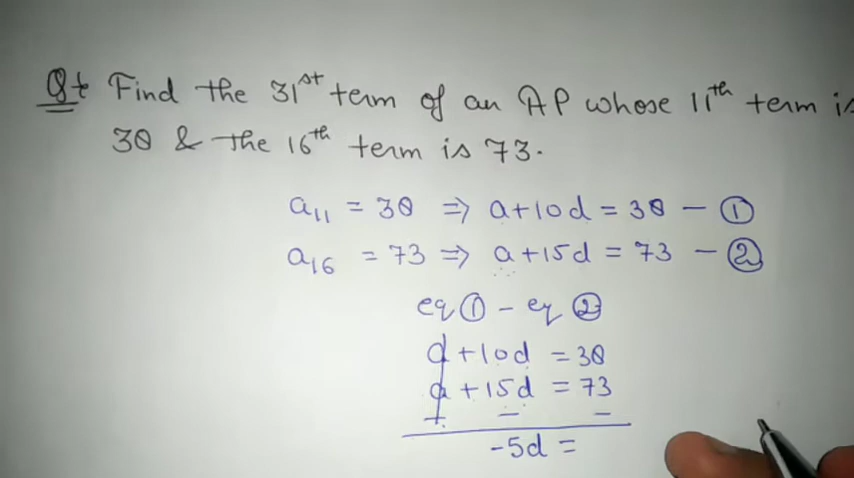 Q: Find the 31st term of an AP whose 11th term is
38 & the 16th term is 73.
a11 = 38 ⇒ a+10d = 38 - ①
a16 = 73 ⇒ a+15d = 73 - ②
eq ① - eq ②
a +10d = 38
a +15d = 73
- - -
-5d =